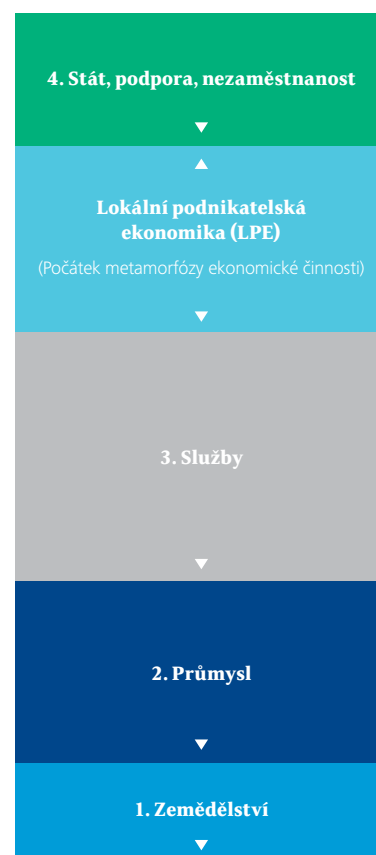 4. Stát, podpora, nezaměstnanost
Lokální podnikatelská
ekonomika (LPE)
(Počátek metamorfózy ekonomické činnosti)
3. Služby
2. Průmysl
1. Zemědělství